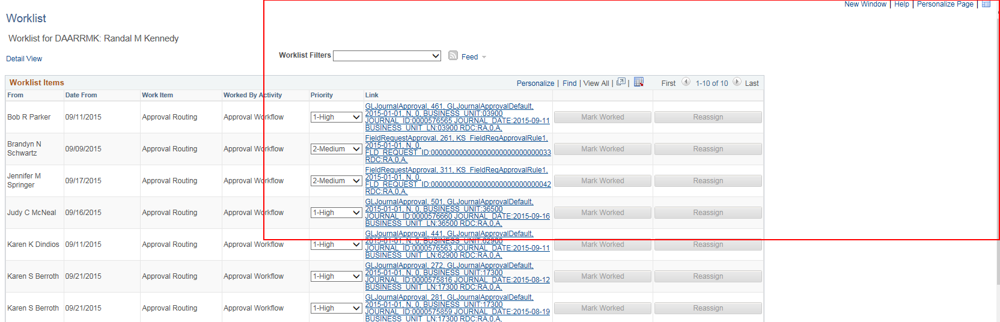 New Window | Help | Personalize Page |
Worklist
Worklist for DAARRMK: Randal M Kennedy
Detail View
Worklist Filters
Feed
Worklist Items
Personalize | Find | View All | |
First 1-10 of 10 Last
From Date From Work Item Worked By Activity Priority Link
Bob R Parker 09/11/2015 Approval Routing Approval Workflow 1-High
GLJournalApproval, 461, GLJournalApprovalDefault,
2015-01-01, N, 0, BUSINESS_UNIT:03900
JOURNAL_ID:0000576565 JOURNAL_DATE:2015-09-11
BUSINESS_UNIT_LN:03900 RDC:RA,0,A,
Mark Worked Reassign
Brandyn N
Schwartz
09/09/2015 Approval Routing Approval Workflow 2-Medium
FieldRequestApproval, 261, KS_FieldReqApprovalRule1,
2015-01-01, N, 0,
RDC:RA,0,A,
Mark Worked Reassign
Jennifer M
Springer
09/17/2015 Approval Routing Approval Workflow 2-Medium
FieldRequestApproval, 311, KS_FieldReqApprovalRule1,
2015-01-01, N, 0,
RDC:RA,0,A,
Mark Worked Reassign
Judy C McNeal 09/16/2015 Approval Routing Approval Workflow 1-High
GLJournalApproval, 501, GLJournalApprovalDefault,
2015-01-01, N, 0, BUSINESS_UNIT:36500
JOURNAL_ID:0000576660 JOURNAL_DATE:2015-09-16
BUSINESS_UNIT_LN:36500 RDC:RA,0,A,
Mark Worked Reassign
Karen K Dindios 09/11/2015 Approval Routing Approval Workflow 1-High
GLJournalApproval, 441, GLJournalApprovalDefault,
2015-01-01, N, 0, BUSINESS_UNIT:62900
JOURNAL_ID:0000576563 JOURNAL_DATE:2015-09-11
BUSINESS_UNIT_LN:62900 RDC:RA,0,A,
Mark Worked Reassign
Karen S Berroth 09/21/2015 Approval Routing Approval Workflow 1-High
GLJournalApproval, 272, GLJournalApprovalDefault,
2015-01-01, N, 0, BUSINESS_UNIT:17300
JOURNAL_ID:0000575816 JOURNAL_DATE:2015-08-12
BUSINESS_UNIT_LN:17300 RDC:RA,0,A,
Mark Worked Reassign
Karen S Berroth 09/21/2015 Approval Routing Approval Workflow 1-High
GLJournalApproval, 281, GLJournalApprovalDefault,
2015-01-01, N, 0, BUSINESS_UNIT:17300
JOURNAL_ID:0000575859 JOURNAL_DATE:2015-08-19
BUSINESS_UNIT_LN:17300 RDC:RA,0,A,
Mark Worked Reassign